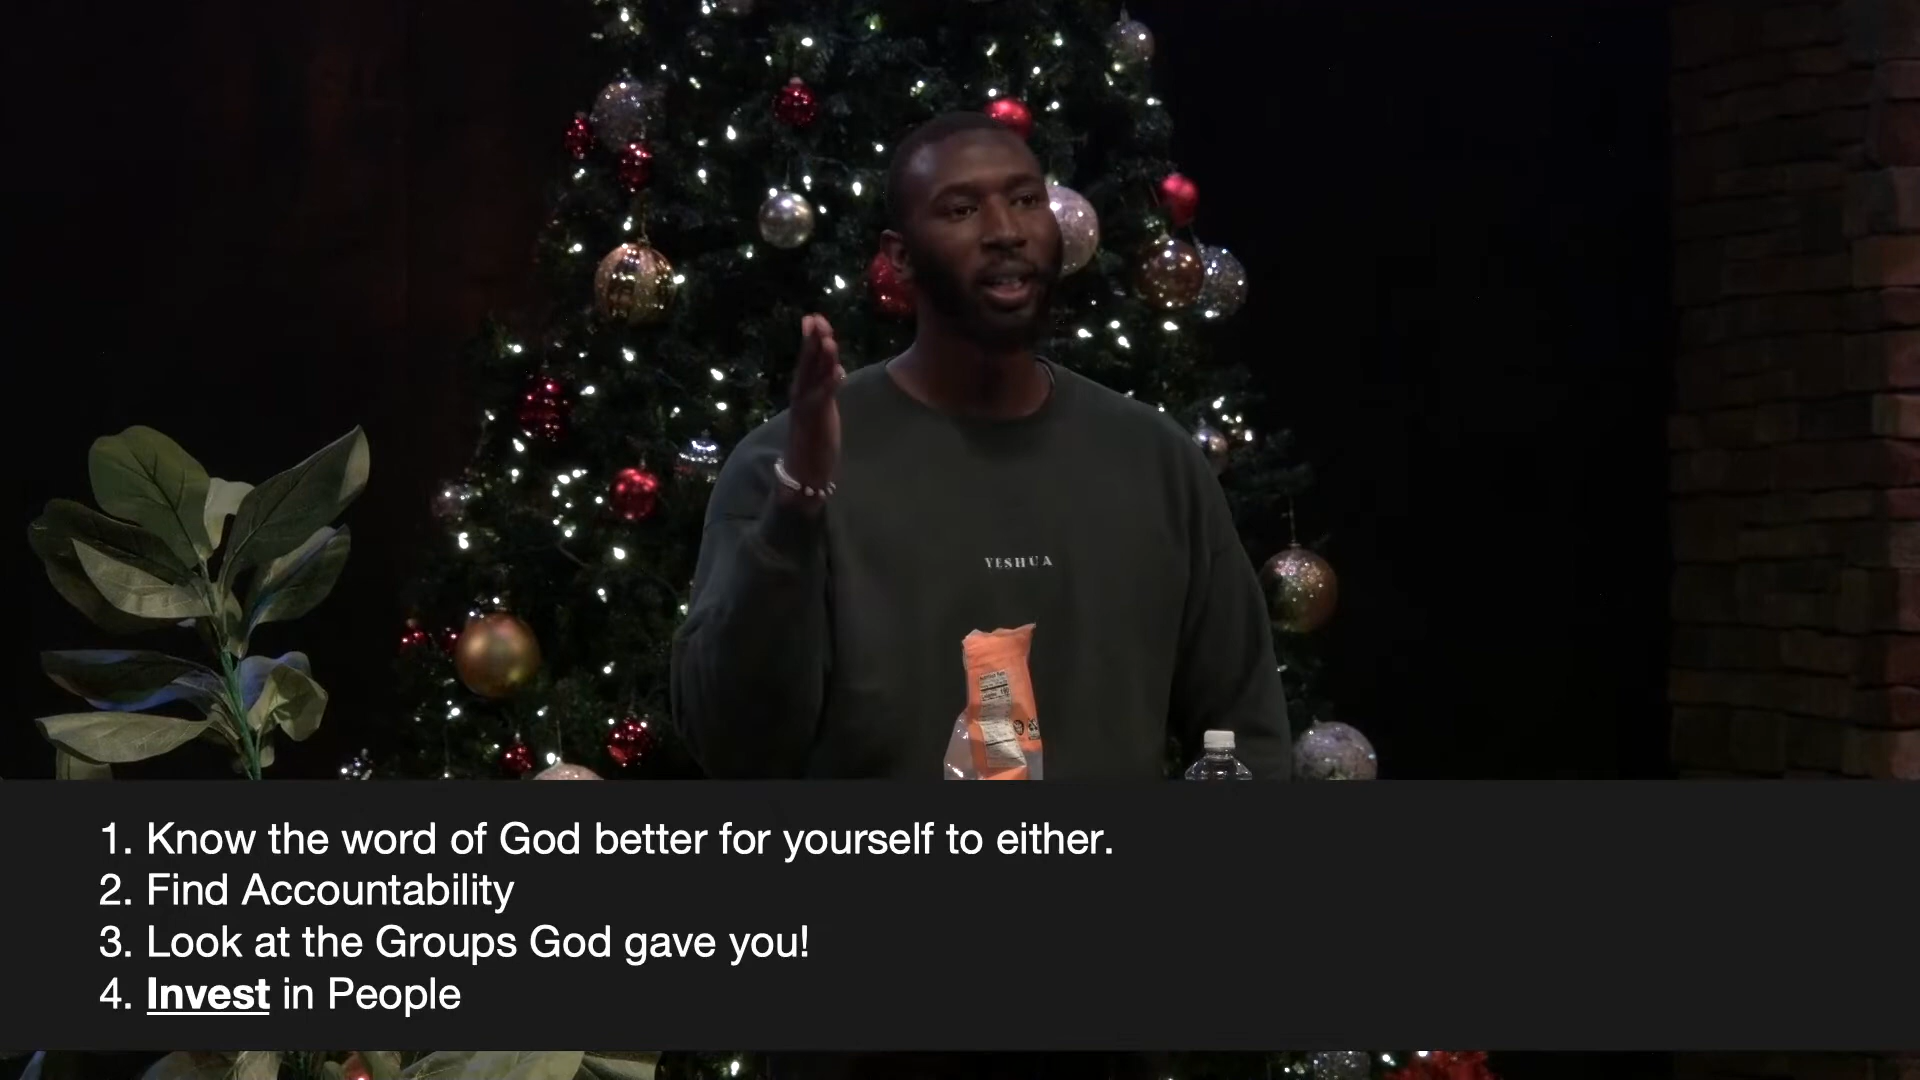 YESHUA
1. Know the word of God better for yourself to either.
2. Find Accountability
3. Look at the Groups God gave you!
4. Invest in People